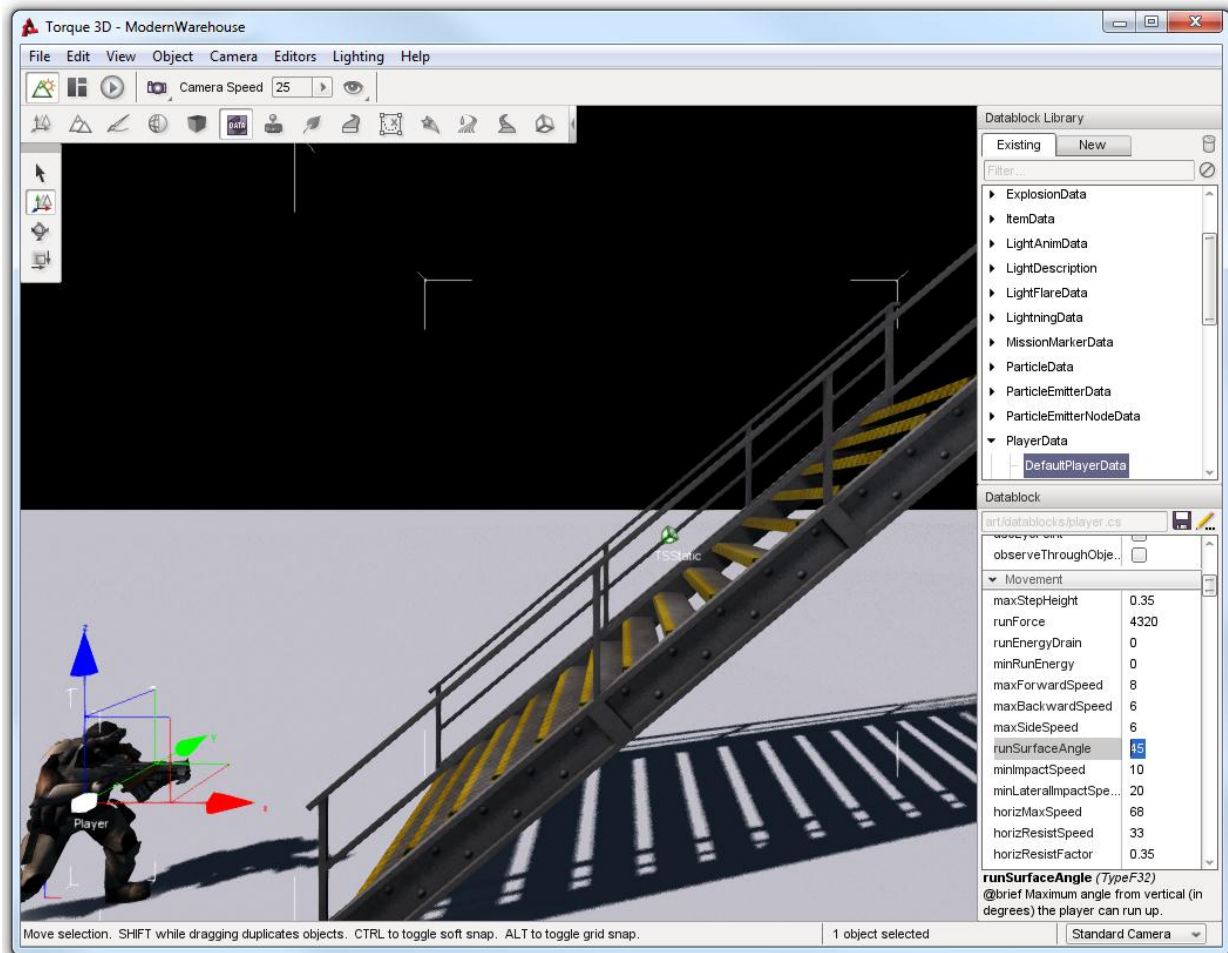 Torque 3D - ModernWarehouse
File Edit View Object Camera Editors Lighting Help
Camera Speed 25
DATA
Datablock Library
Existing New
Filter...
ExplosionData
ItemData
LightAnimData
LightDescription
LightFlareData
LightningData
MissionMarkerData
ParticleData
ParticleEmitterData
ParticleEmitterNodeData
PlayerData
DefaultPlayerData
Datablock
art/datablocks/player.cs
observeThroughObje..
Movement
maxStepHeight 0.35
runForce 4320
runEnergyDrain 0
minRunEnergy 0
maxForwardSpeed 8
maxBackwardSpeed 6
maxSideSpeed 6
runSurfaceAngle 45
minImpactSpeed 10
minLateralImpactSpe... 20
horizMaxSpeed 68
horizResistSpeed 33
horizResistFactor 0.35
runSurfaceAngle (TypeF32)
@brief Maximum angle from vertical (in
degrees) the player can run up.
TSStatic
z
y
x
Player
Move selection. SHIFT while dragging duplicates objects. CTRL to toggle soft snap. ALT to toggle grid snap.
1 object selected
Standard Camera